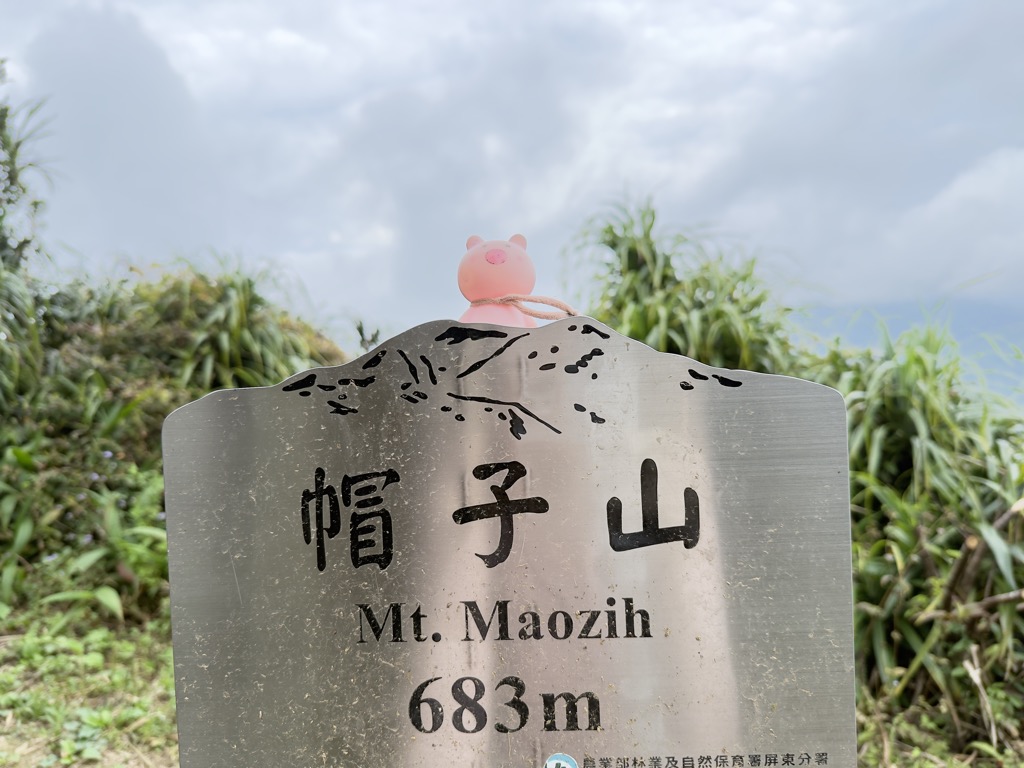 帽子山
Mt. Maozih
683m
農業部林業及自然保育署屏東分署